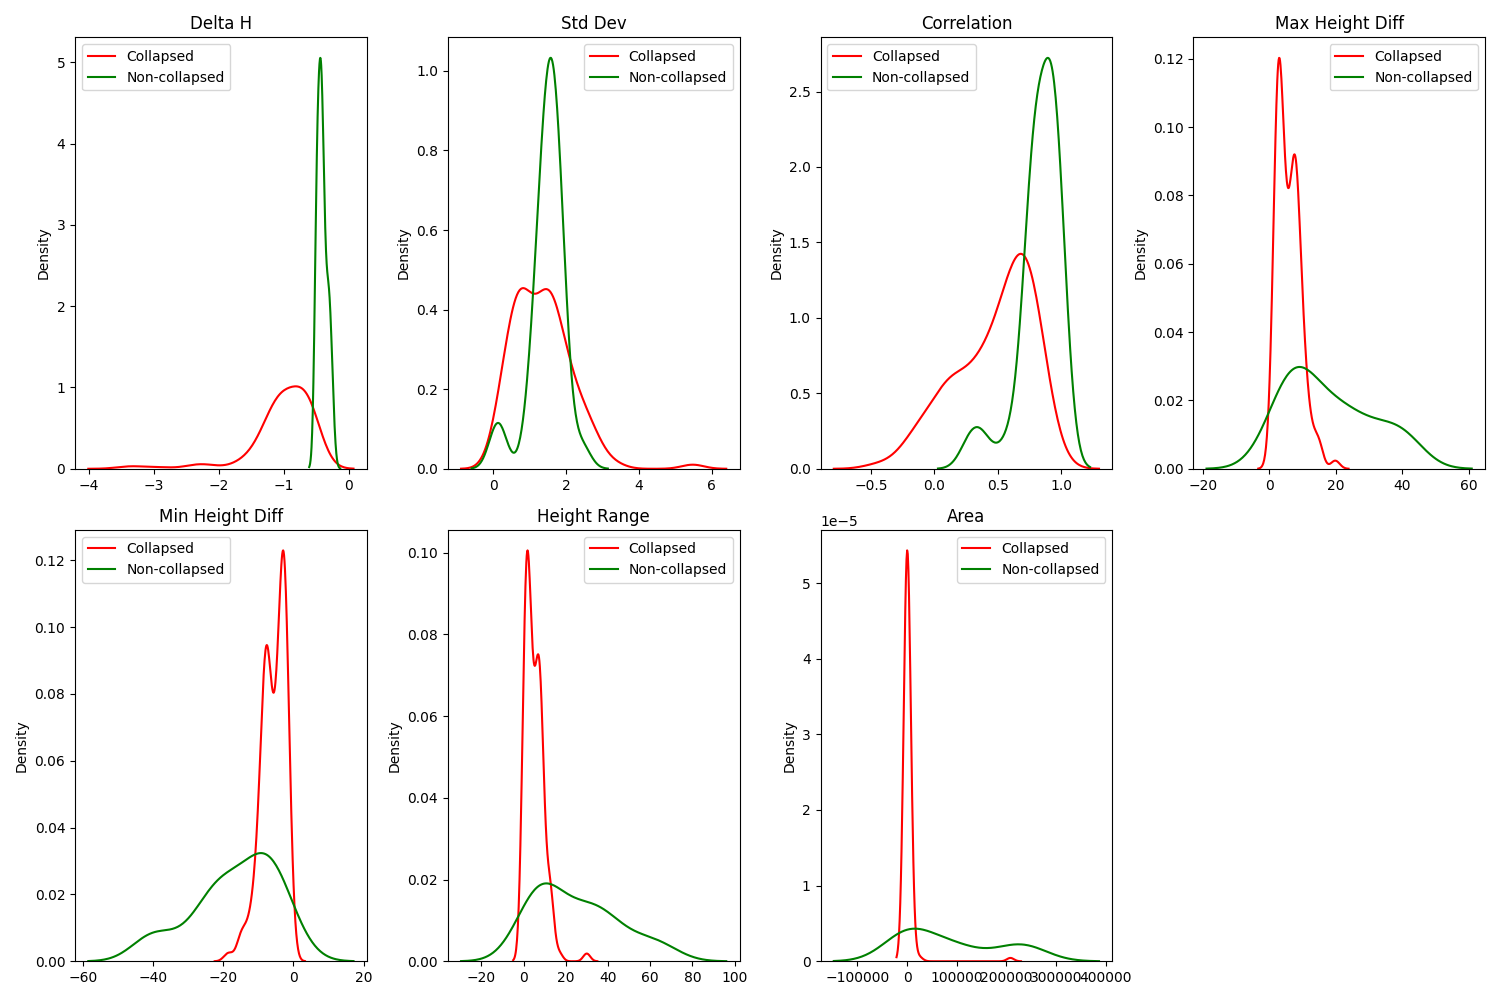 Delta H
Collapsed
Non-collapsed
Density
5
4
3
2
1
0
−4 −3 −2 −1 0
Std Dev
Collapsed
Non-collapsed
Density
1.0
0.8
0.6
0.4
0.2
0.0
0 2 4 6
Correlation
Collapsed
Non-collapsed
Density
2.5
2.0
1.5
1.0
0.5
0.0
−0.5 0.0 0.5 1.0
Max Height Diff
Collapsed
Non-collapsed
Density
0.12
0.10
0.08
0.06
0.04
0.02
0.00
−20 0 20 40 60
Min Height Diff
Collapsed
Non-collapsed
Density
0.12
0.10
0.08
0.06
0.04
0.02
0.00
−60 −40 −20 0 20
Height Range
Collapsed
Non-collapsed
Density
0.10
0.08
0.06
0.04
0.02
0.00
−20 0 20 40 60 80 100
Area
1e−5
Collapsed
Non-collapsed
Density
5
4
3
2
1
0
−100000 0 100000 200000 300000 400000